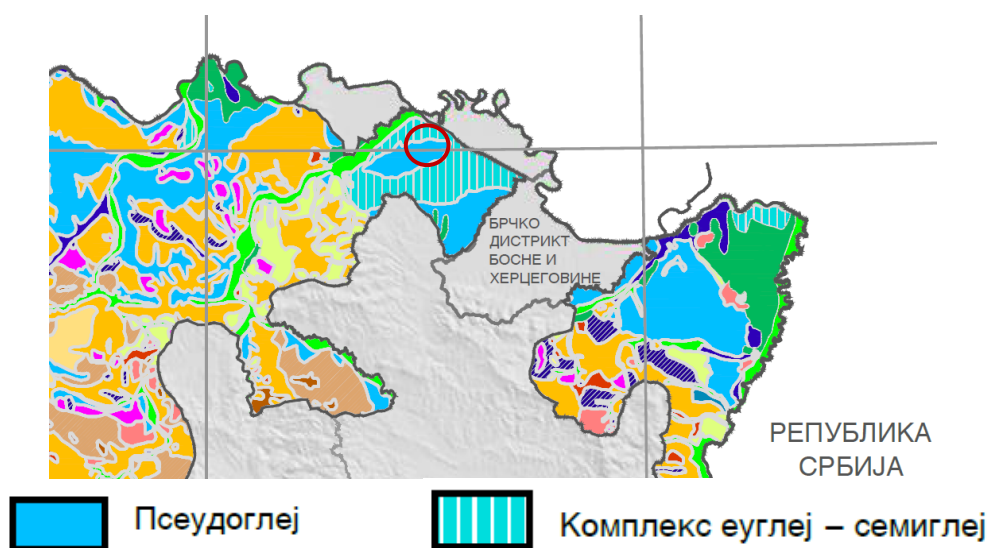 БРЧКО
ДИСТРИКТ
БОСНЕ И
ХЕРЦЕГОВИНЕ
РЕПУБЛИКА
СРБИЈА
Псеудоглеј
Комплекс еуглеј – семиглеј